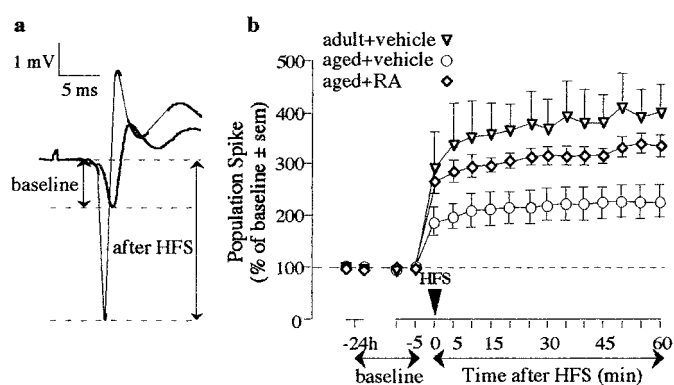 a
1 mV
5 ms
baseline
after HFS
b
adult+vehicle
aged+vehicle
aged+RA
Population Spike
(% of baseline ± sem)
500
400
300
200
100
0
HFS
-24h
-5 0 5 15 30 45 60
baseline
Time after HFS (min)